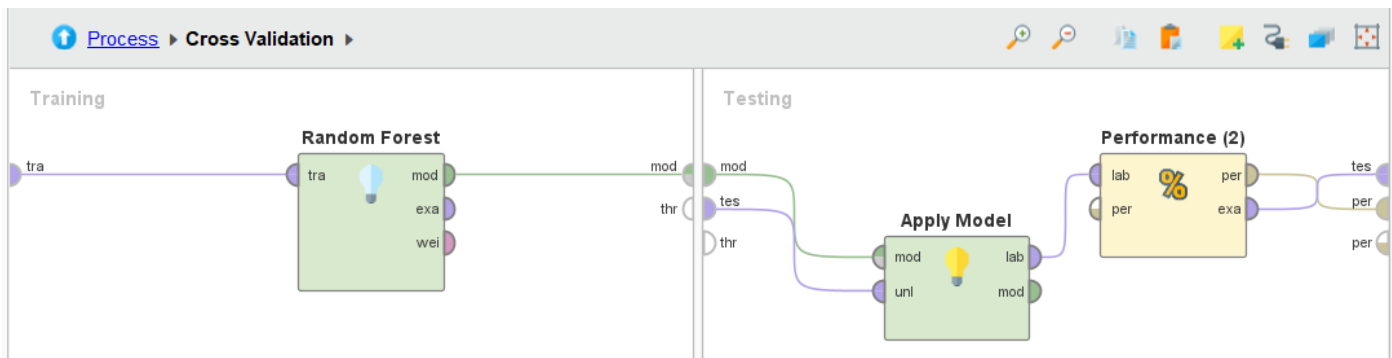 Process ▸ Cross Validation ▸
Training
Testing
Random Forest
Performance (2)
tra
tra
mod
mod
mod
lab
per
tes
exa
thr
tes
per
exa
per
%
wei
thr
Apply Model
per
mod
lab
unl
mod